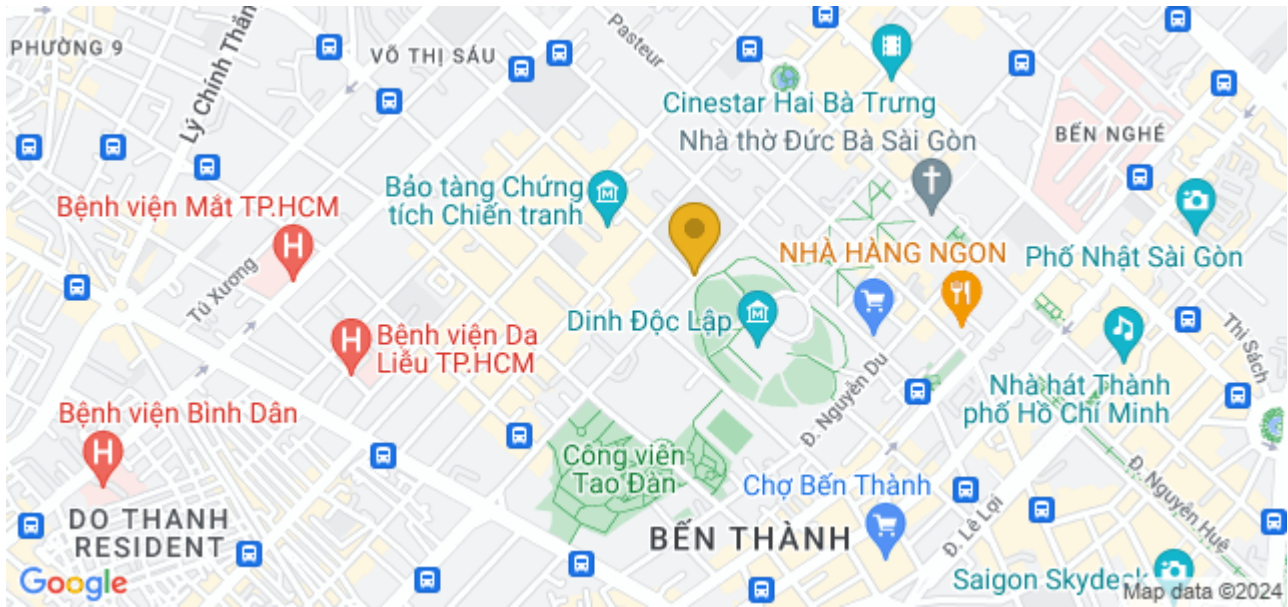 PHƯỜNG 9
Lý Chính Thắn
VÕ THỊ SÁU
Pasteur
Cinestar Hai Bà Trưng
Nhà thờ Đức Bà Sài Gòn
BẾN NGHÉ
Bảo tàng Chứng
tích Chiến tranh
Bệnh viện Mắt TP.HCM
NHÀ HÀNG NGON
Phố Nhật Sài Gòn
Tú Xương
Dinh Độc Lập
Thi Sách
Bệnh viện Da
Liễu TP.HCM
Đ. Nguyễn Du
Nhà hát Thành
phố Hồ Chí Minh
Bệnh viện Bình Dân
Công viên
Tao Đàn
Chợ Bến Thành
Đ. Nguyễn Huệ
Đ. Lê Lợi
DO THANH
RESIDENT
BẾN THÀNH
Saigon Skydeck
Google
Map data ©2024
H
H
H
M
M